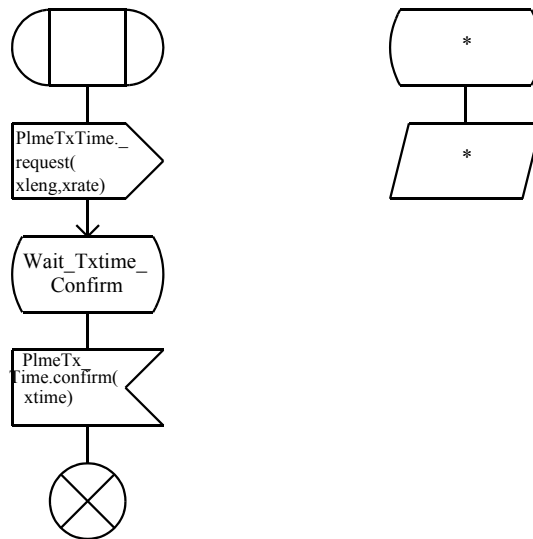 PlmeTxTime._
request(
xleng,xrate)
Wait_Txtime_
Confirm
PlmeTx_
Time.confirm(
xtime)
*
*